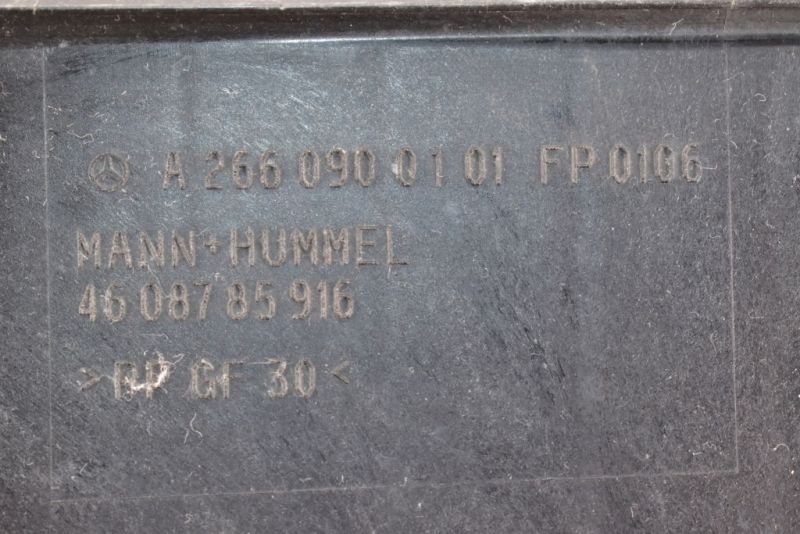 A 266 090 01 01 FP 0106
MANN+HUMMEL
46 087 85 916
>PP GF 30<